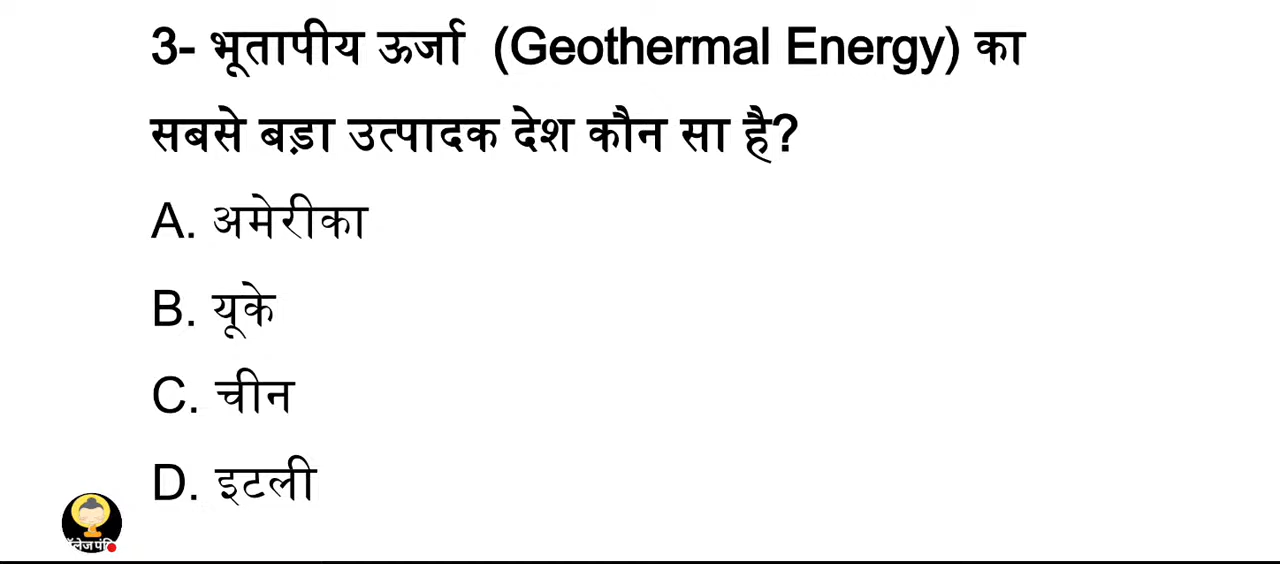 3- भूतापीय ऊर्जा (Geothermal Energy) का
सबसे बड़ा उत्पादक देश कौन सा है?
A. अमेरीका
B. यूके
C. चीन
D. इटली